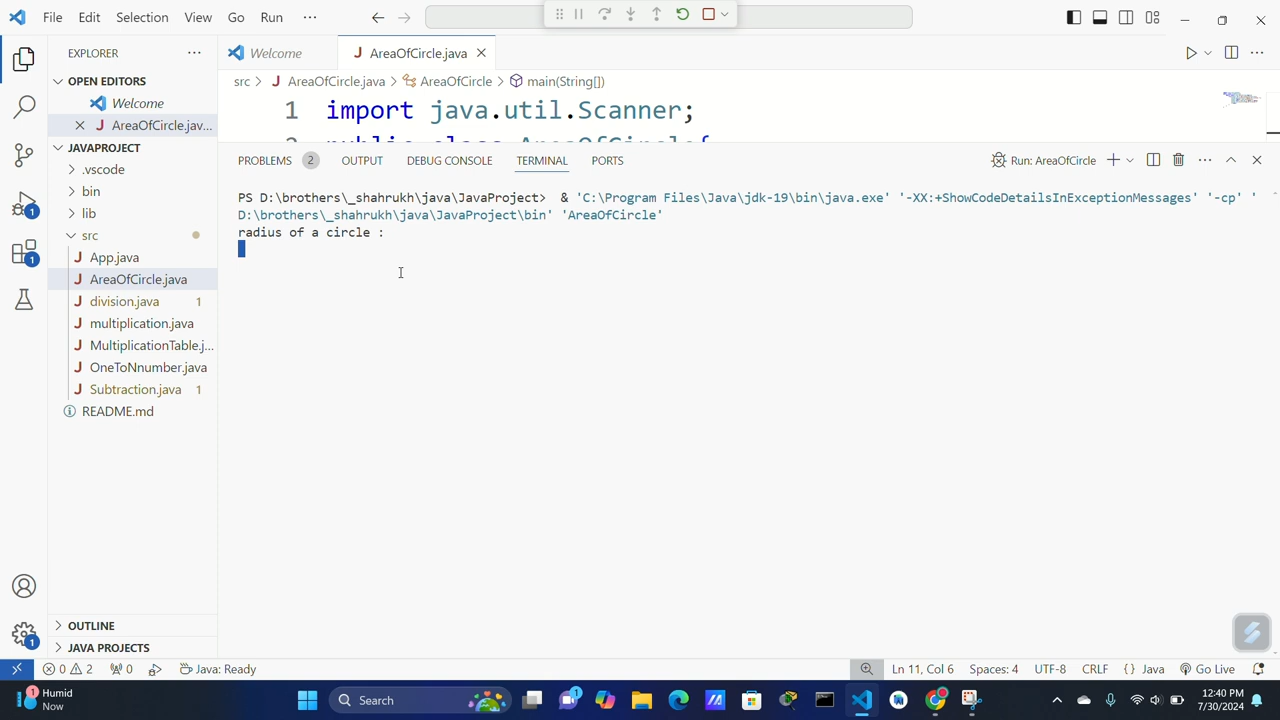 File Edit Selection View Go Run ···
EXPLORER ···
Welcome
J AreaOfCircle.java
OPEN EDITORS
Welcome
J AreaOfCircle.jav...
JAVAPROJECT
.vscode
bin
lib
src
J App.java
J AreaOfCircle.java
J division.java 1
J multiplication.java
J MultiplicationTable.j...
J OneToNnumber.java
J Subtraction.java 1
README.md
OUTLINE
JAVA PROJECTS
src > J AreaOfCircle.java > AreaOfCircle > main(String[])
1 import java.util.Scanner;
PROBLEMS 2 OUTPUT DEBUG CONSOLE TERMINAL PORTS Run: AreaOfCircle
PS D:\brothers\_shahrukh\java\JavaProject> & 'C:\Program Files\Java\jdk-19\bin\java.exe' '-XX:+ShowCodeDetailsInExceptionMessages' '-cp' '
D:\brothers\_shahrukh\java\JavaProject\bin' 'AreaOfCircle'
radius of a circle :
1
1
1
0 2 0 Java: Ready Ln 11, Col 6 Spaces: 4 UTF-8 CRLF {} Java Go Live
1 Humid
Now
Search
1
12:40 PM
7/30/2024